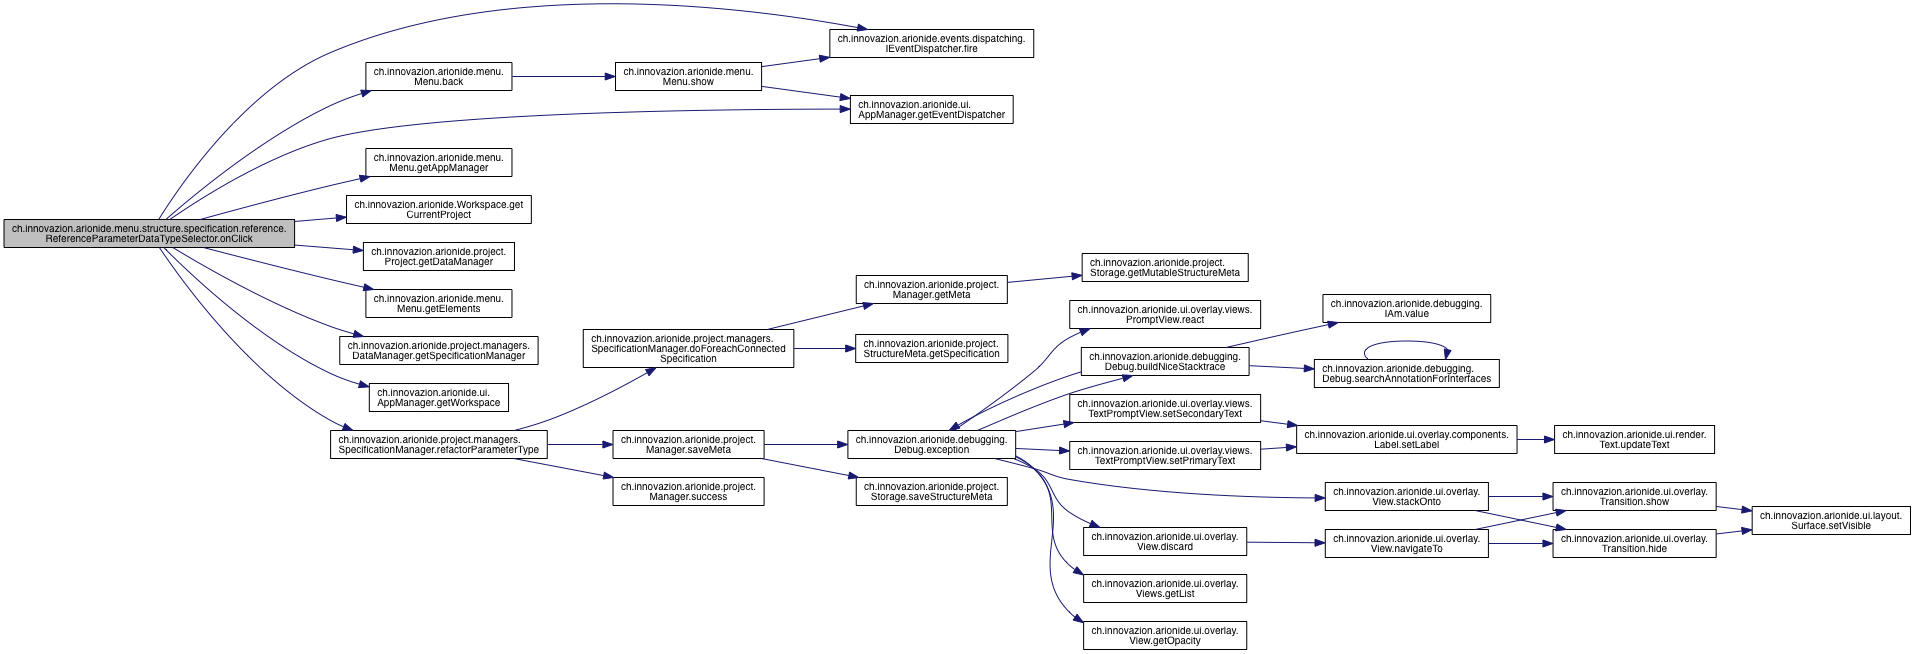 ch.innovazion.arionide.menu.structure.specification.reference.
ReferenceParameterDataTypeSelector.onClick
ch.innovazion.arionide.events.dispatching.
IEventDispatcher.fire
ch.innovazion.arionide.menu.
Menu.back
ch.innovazion.arionide.menu.
Menu.show
ch.innovazion.arionide.ui.
AppManager.getEventDispatcher
ch.innovazion.arionide.menu.
Menu.getAppManager
ch.innovazion.arionide.Workspace.get
CurrentProject
ch.innovazion.arionide.project.
Project.getDataManager
ch.innovazion.arionide.menu.
Menu.getElements
ch.innovazion.arionide.project.managers.
DataManager.getSpecificationManager
ch.innovazion.arionide.ui.
AppManager.getWorkspace
ch.innovazion.arionide.project.managers.
SpecificationManager.refactorParameterType
ch.innovazion.arionide.project.managers.
SpecificationManager.doForeachConnected
Specification
ch.innovazion.arionide.project.
Manager.getMeta
ch.innovazion.arionide.project.
Storage.getMutableStructureMeta
ch.innovazion.arionide.project.
StructureMeta.getSpecification
ch.innovazion.arionide.project.
Manager.saveMeta
ch.innovazion.arionide.project.
Manager.success
ch.innovazion.arionide.debugging.
Debug.exception
ch.innovazion.arionide.project.
Storage.saveStructureMeta
ch.innovazion.arionide.ui.overlay.views.
PromptView.react
ch.innovazion.arionide.debugging.
Debug.buildNiceStacktrace
ch.innovazion.arionide.debugging.
IAm.value
ch.innovazion.arionide.debugging.
Debug.searchAnnotationForInterfaces
ch.innovazion.arionide.ui.overlay.views.
TextPromptView.setSecondaryText
ch.innovazion.arionide.ui.overlay.views.
TextPromptView.setPrimaryText
ch.innovazion.arionide.ui.overlay.components.
Label.setLabel
ch.innovazion.arionide.ui.render.
Text.updateText
ch.innovazion.arionide.ui.overlay.
View.stackOnto
ch.innovazion.arionide.ui.overlay.
Transition.show
ch.innovazion.arionide.ui.layout.
Surface.setVisible
ch.innovazion.arionide.ui.overlay.
View.discard
ch.innovazion.arionide.ui.overlay.
View.navigateTo
ch.innovazion.arionide.ui.overlay.
Transition.hide
ch.innovazion.arionide.ui.overlay.
Views.getList
ch.innovazion.arionide.ui.overlay.
View.getOpacity